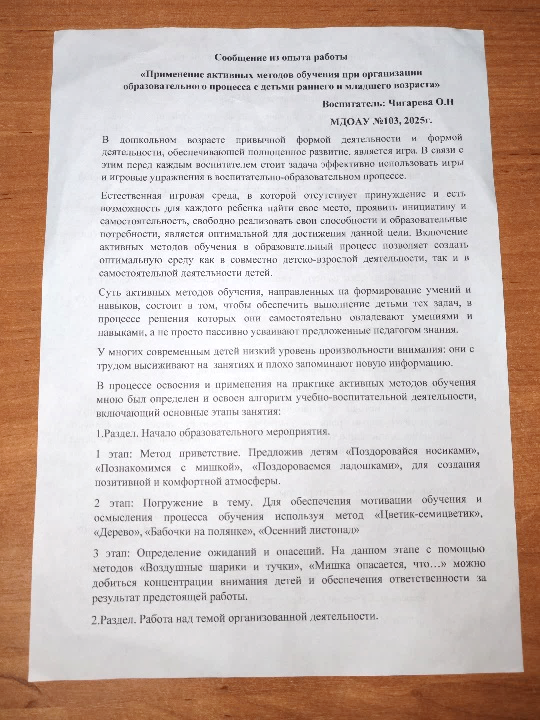 Сообщение из опыта работы
«Применение активных методов обучения при организации
образовательного процесса с детьми раннего и младшего возраста»
Воспитатель: Чигарева О.П
МДОАУ №103, 2025г.
В дошкольном возрасте привычной формой деятельности и формой
деятельности, обеспечивающей полноценное развитие, является игра. В связи с
этим перед каждым воспитателем стоит задача эффективно использовать игры
и игровые упражнения в воспитательно-образовательном процессе.
Естественная игровая среда, в которой отсутствует принуждение и есть
возможность для каждого ребенка найти свое место, проявить инициативу и
самостоятельность, свободно реализовать свои способности и образовательные
потребности, является оптимальной для достижения данной цели. Включение
активных методов обучения в образовательный процесс позволяет создать
оптимальную среду как в совместно детско-взрослой деятельности, так и в
самостоятельной деятельности детей.
Суть активных методов обучения, направленных на формирование умений и
навыков, состоит в том, чтобы обеспечить выполнение детьми тех задач, в
процессе решения которых они самостоятельно овладевают умениями и
навыками, а не просто пассивно усваивают предложенные педагогом знания.
У многих современным детей низкий уровень произвольности внимания: они с
трудом высиживают на занятиях и плохо запоминают новую информацию.
В процессе освоения и применения на практике активных методов обучения
мною был определен и освоен алгоритм учебно-воспитательной деятельности,
включающий основные этапы занятия:
1.Раздел. Начало образовательного мероприятия.
1 этап: Метод приветствие. Предложив детям «Поздоровайся носиками»,
«Познакомимся с мишкой», «Поздороваемся ладошками», для создания
позитивной и комфортной атмосферы.
2 этап: Погружение в тему. Для обеспечения мотивации обучения и
осмысления процесса обучения используя метод «Цветик-семицветик»,
«Дерево», «Бабочки на полянке», «Осенний листопад»
3 этап: Определение ожиданий и опасений. На данном этапе с помощью
методов «Воздушные шарики и тучки», «Мишка опасается, что…» можно
добиться концентрации внимания детей и обеспечения ответственности за
результат предстоящей работы.
2.Раздел. Работа над темой организованной деятельности.